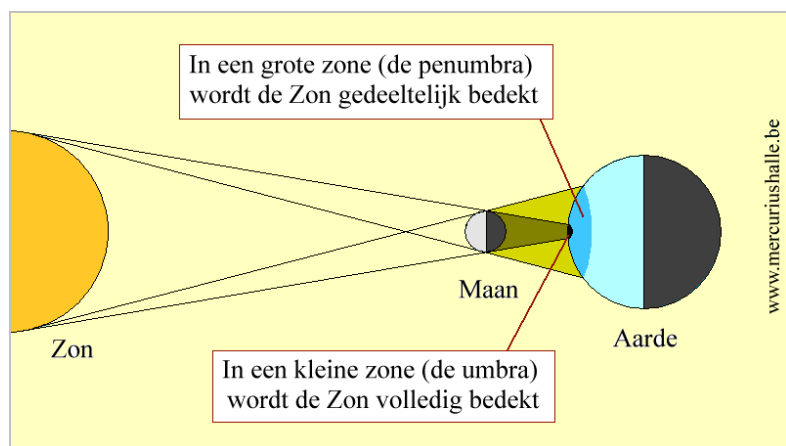 In een grote zone (de penumbra)
wordt de Zon gedeeltelijk bedekt
www.mercuriushalle.be
Maan
Aarde
Zon
In een kleine zone (de umbra)
wordt de Zon volledig bedekt